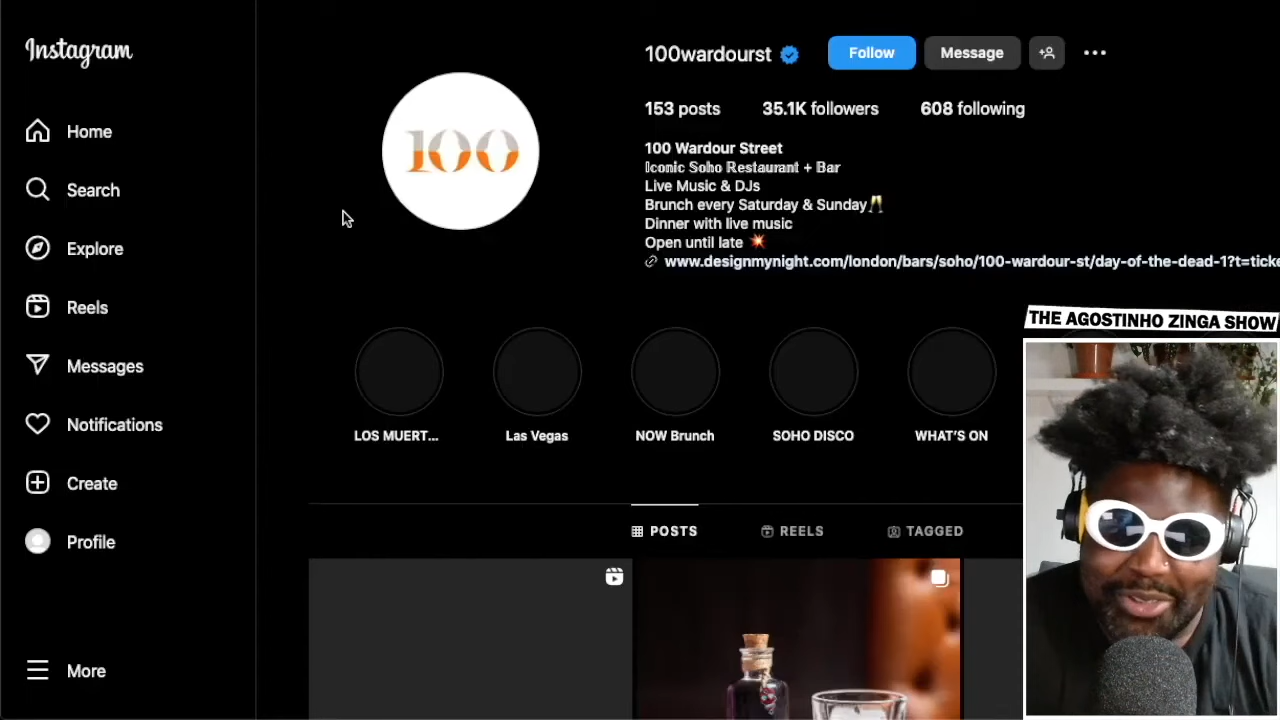 Instagram
Home
Search
Explore
Reels
Messages
Notifications
Create
Profile
More
100
100wardourst
Follow
Message
153 posts
35.1K followers
608 following
100 Wardour Street
𝕀𝕔𝕠𝕟𝕚𝕔 𝕊𝕠𝕙𝕠 ℝ𝕖𝕤𝕥𝕒𝕦𝕣𝕒𝕟𝕥 + 𝔹𝕒𝕣
Live Music & DJs
Brunch every Saturday & Sunday🥂
Dinner with live music
Open until late 💥
www.designmynight.com/london/bars/soho/100-wardour-st/day-of-the-dead-1?t=ticke
LOS MUERT...
Las Vegas
NOW Brunch
SOHO DISCO
WHAT'S ON
THE AGOSTINHO ZINGA SHOW
POSTS
REELS
TAGGED